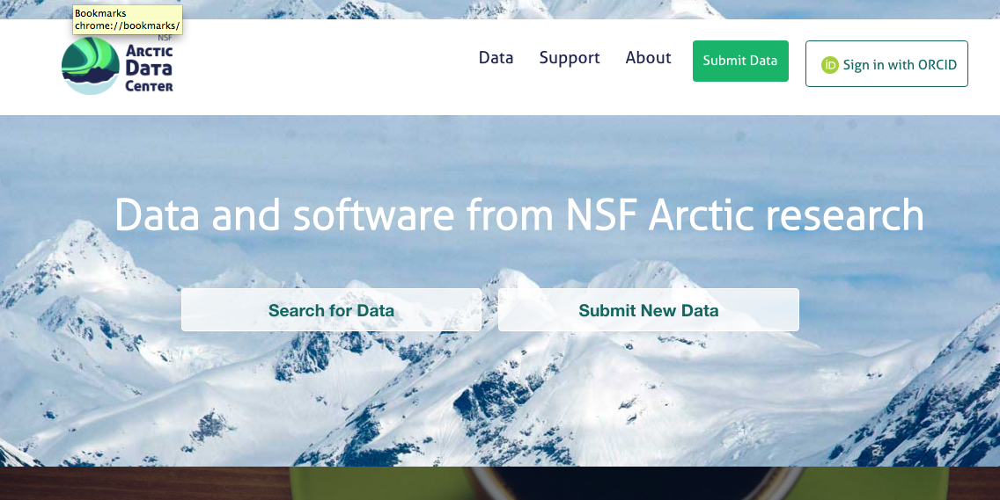 Bookmarks
chrome://bookmarks/
NSF
ARCTIC
DATA
CENTER
Data
Support
About
Submit Data
iD Sign in with ORCID
Data and software from NSF Arctic research
Search for Data
Submit New Data